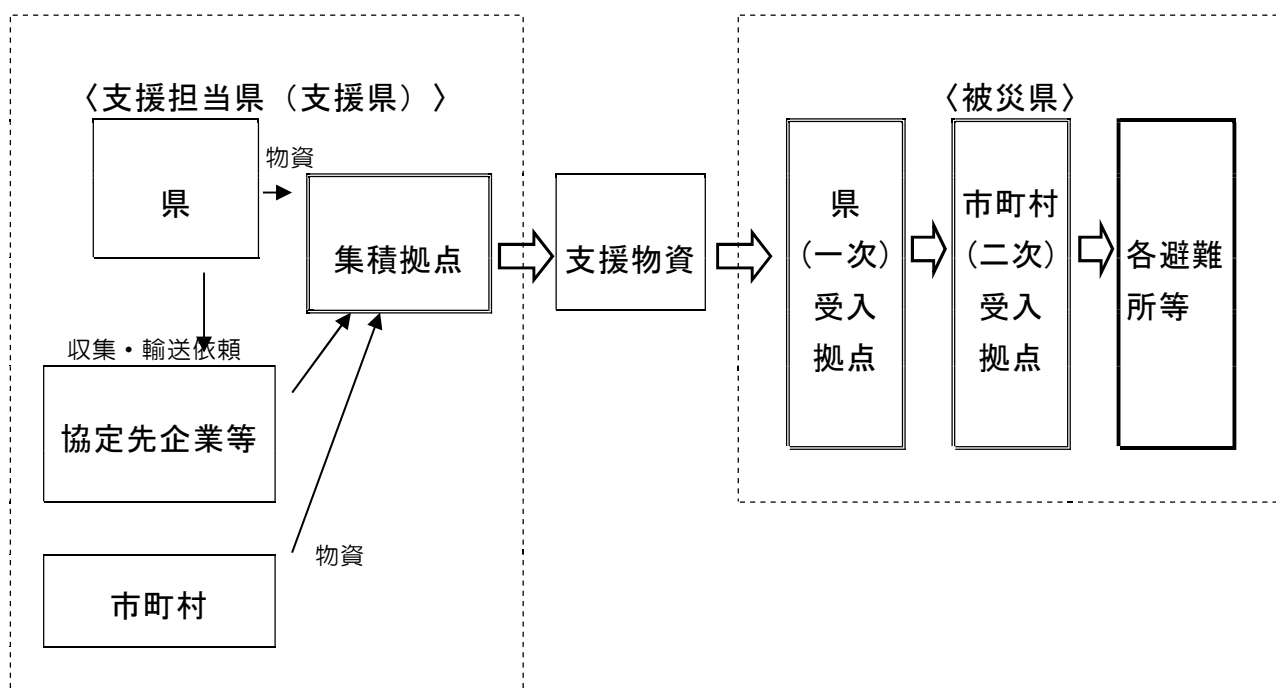 〈支援担当県（支援県）〉
県
物資
集積拠点
収集・輸送依頼
協定先企業等
物資
市町村
支援物資
〈被災県〉
県
（一次）
受入
拠点
市町村
（二次）
受入
拠点
各避難
所等